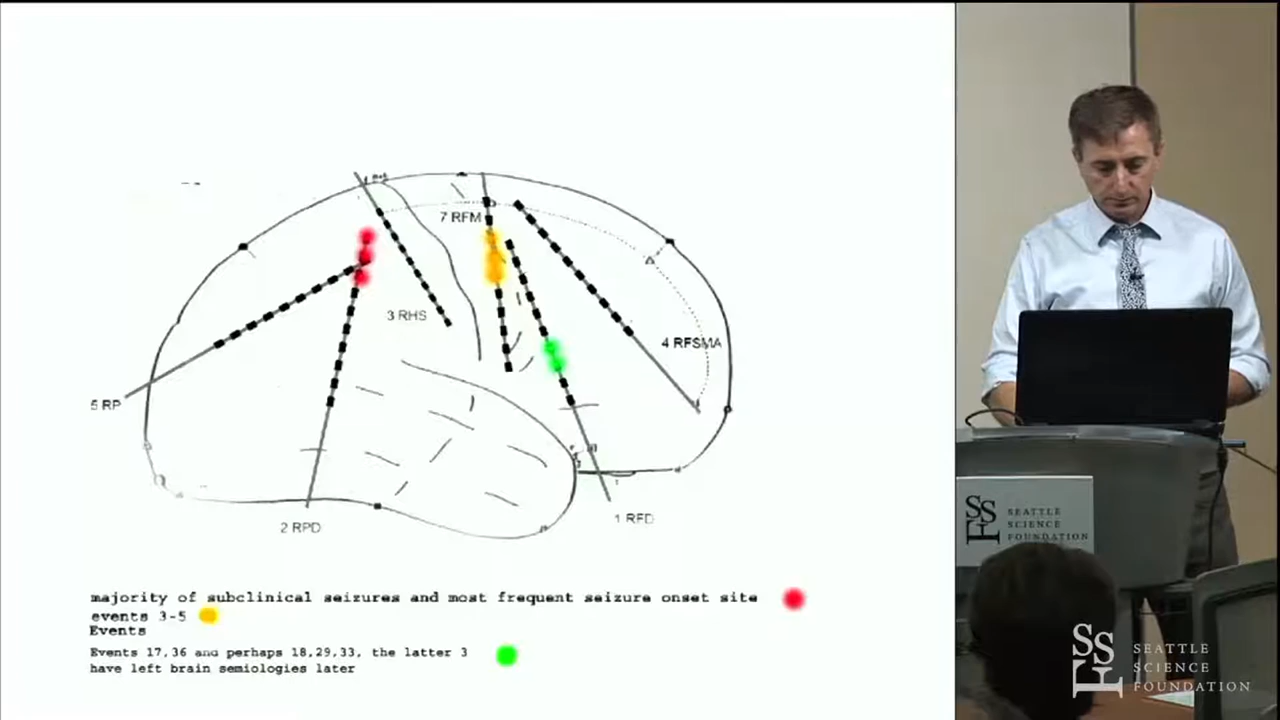 7 RFM
3 RHS
4 RFSMA
5 RP
2 RPD
1 RFD
majority of subclinical seizures and most frequent seizure onset site
events 3-5
Events
Events 17,36 and perhaps 18,29,33, the latter 3
have left brain semiologies later
SEATTLE
SCIENCE
FOUNDATION
SEATTLE
SCIENCE
FOUNDATION